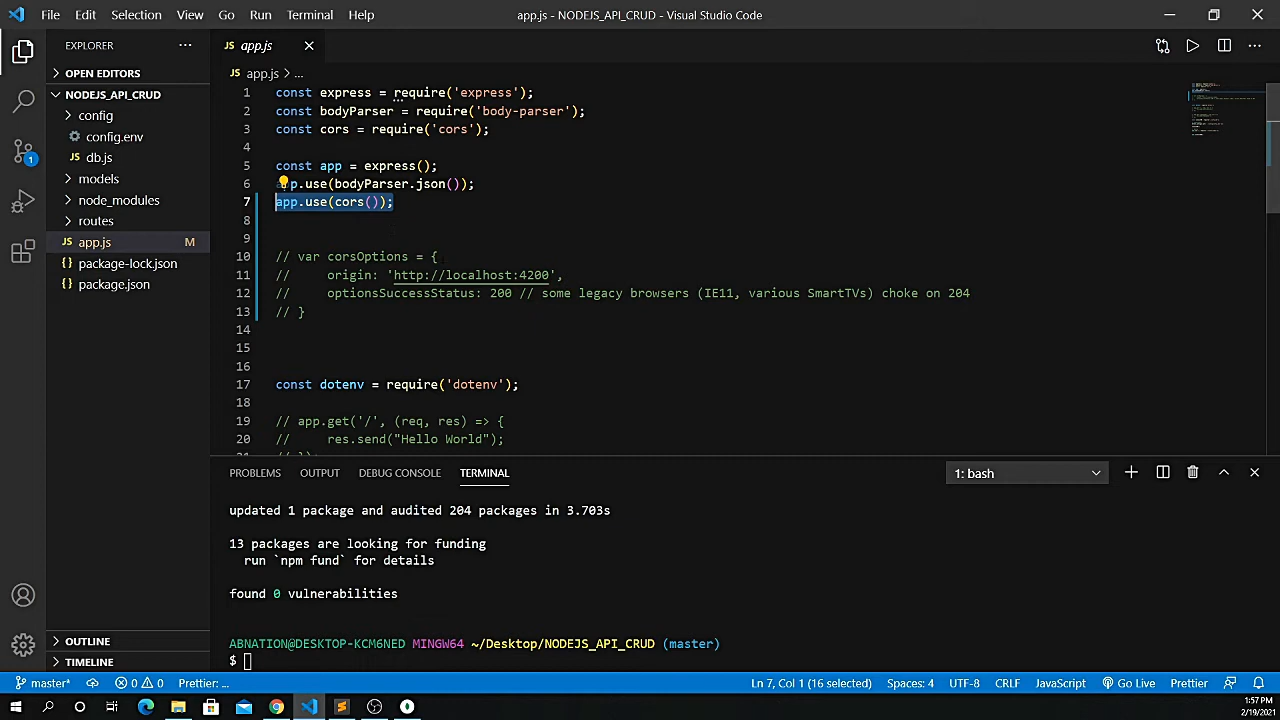 File Edit Selection View Go Run Terminal Help app.js - NODEJS_API_CRUD - Visual Studio Code
EXPLORER
OPEN EDITORS
NODEJS_API_CRUD
config
config.env
db.js
models
node_modules
routes
JS app.js M
{} package-lock.json
{} package.json
OUTLINE
TIMELINE
1
JS app.js
JS app.js > ...
1 const express = require('express');
2 const bodyParser = require('body-parser');
3 const cors = require('cors');
4
5 const app = express();
6 app.use(bodyParser.json());
7 app.use(cors());
8
9
10 // var corsOptions = {
11 //     origin: 'http://localhost:4200',
12 //     optionsSuccessStatus: 200 // some legacy browsers (IE11, various SmartTVs) choke on 204
13 // }
14
15
16
17 const dotenv = require('dotenv');
18
19 // app.get('/', (req, res) => {
20 //     res.send("Hello World");
21 // });
PROBLEMS OUTPUT DEBUG CONSOLE TERMINAL 1: bash
updated 1 package and audited 204 packages in 3.703s
13 packages are looking for funding
  run `npm fund` for details
found 0 vulnerabilities
ABNATION@DESKTOP-KCM6NED MINGW64 ~/Desktop/NODEJS_API_CRUD (master)
$
master* 0 0 Prettier: ... Ln 7, Col 1 (16 selected) Spaces: 4 UTF-8 CRLF JavaScript Go Live Prettier
1:57 PM
2/19/2021